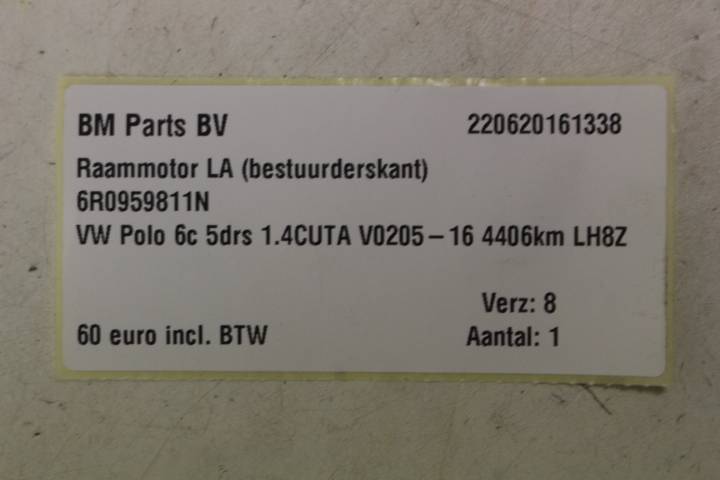 BM Parts BV 220620161338
Raammotor LA (bestuurderskant)
6R0959811N
VW Polo 6c 5drs 1.4CUTA V0205-16 4406km LH8Z
Verz: 8
60 euro incl. BTW Aantal: 1